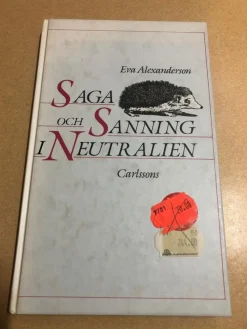 Eva Alexanderson
SAGA
OCH SANNING
I NEUTRALIEN
Carlssons